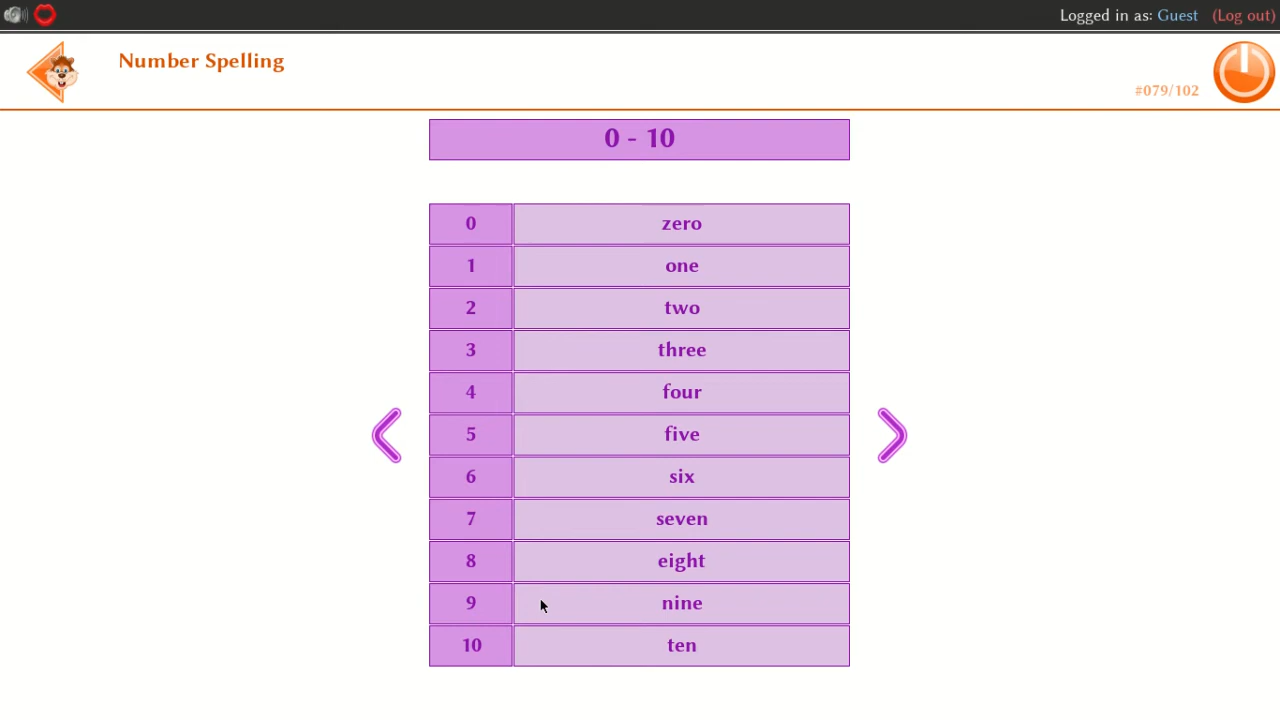 Logged in as: Guest (Log out)
Number Spelling
#079/102
0 - 10
0 zero
1 one
2 two
3 three
4 four
5 five
6 six
7 seven
8 eight
9 nine
10 ten